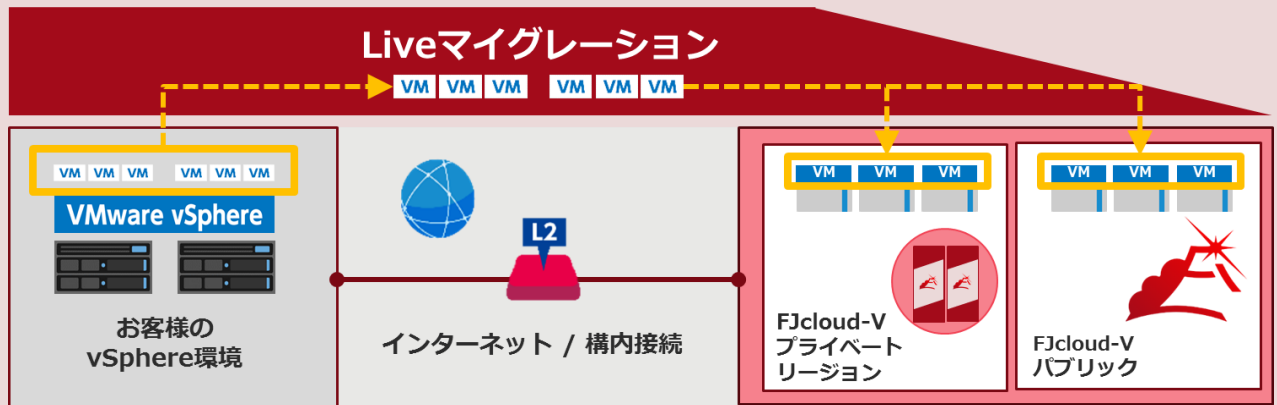 Liveマイグレーション
VM VM VM VM VM VM
VM VM VM VM VM VM
VMware vSphere
お客様の
vSphere環境
L2
インターネット / 構内接続
VM VM VM
FJcloud-V
プライベート
リージョン
VM VM VM
FJcloud-V
パブリック